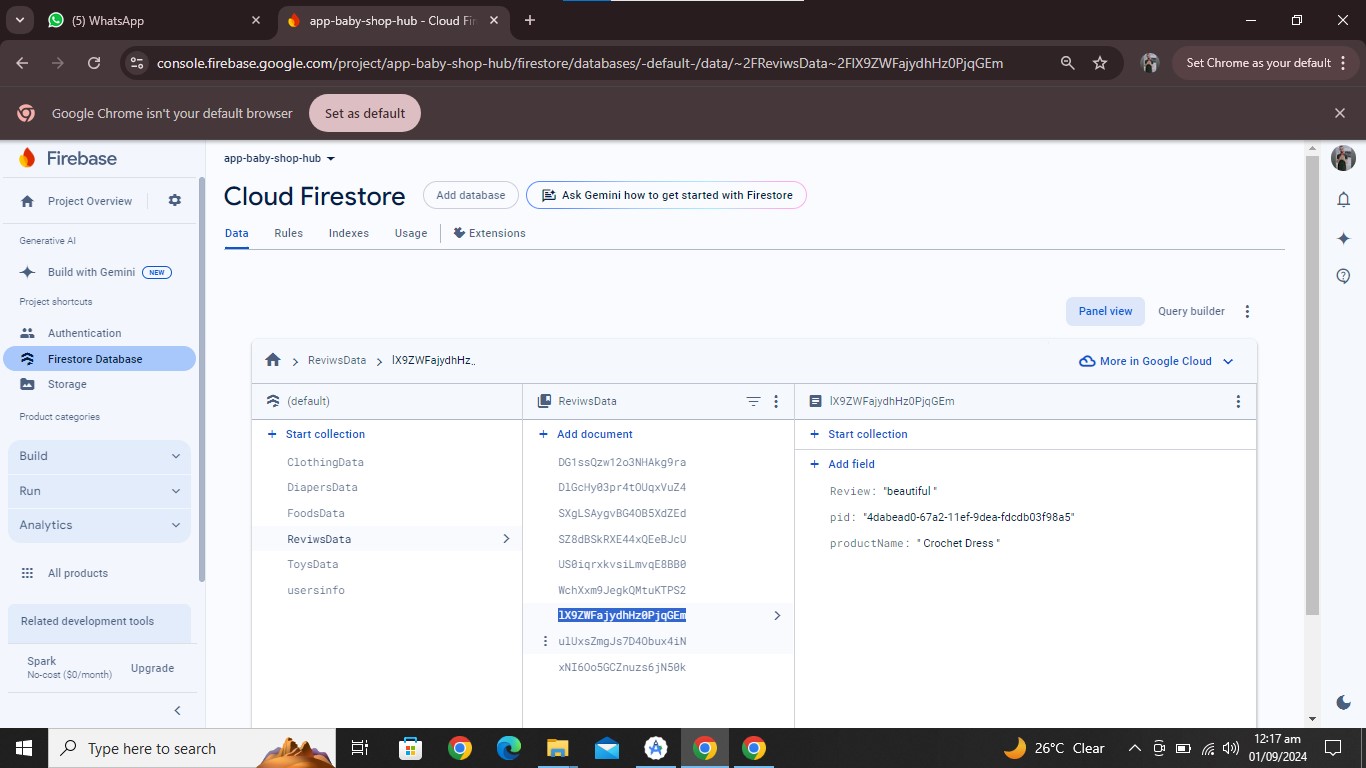 (5) WhatsApp
app-baby-shop-hub - Cloud Fir
console.firebase.google.com/project/app-baby-shop-hub/firestore/databases/-default-/data/~2FReviwsData~2FlX9ZWFajydhHz0PjqGEm
Set Chrome as your default
Google Chrome isn't your default browser
Set as default
Firebase
app-baby-shop-hub
Project Overview
Cloud Firestore
Add database
Ask Gemini how to get started with Firestore
Data Rules Indexes Usage Extensions
Generative AI
Build with Gemini NEW
Project shortcuts
Authentication
Firestore Database
Storage
Product categories
Build
Run
Analytics
All products
Related development tools
Spark
No-cost ($0/month)
Upgrade
Panel view Query builder
ReviwsData lX9ZWFajydhHz..
More in Google Cloud
(default)
Start collection
ClothingData
DiapersData
FoodsData
ReviwsData
ToysData
usersinfo
ReviwsData
Add document
DG1ssQzw12o3NHAkg9ra
DlGcHy03pr4tOUqxVuZ4
SXgLSAygvBG4OB5XdZEd
SZ8dBSkRXE44xQEeBJcU
US0iqrxkvsiLmvqE8BB0
WchXxm9JegkQMtuKTPS2
lX9ZWFajydhHz0PjqGEm
ulUxsZmgJs7D4Obux4iN
xNI6Oo5GCZnuzs6jN50k
lX9ZWFajydhHz0PjqGEm
Start collection
Add field
Review: "beautiful "
pid: "4dabead0-67a2-11ef-9dea-fdcdb03f98a5"
productName: " Crochet Dress "
Type here to search
26°C Clear
12:17 am
01/09/2024